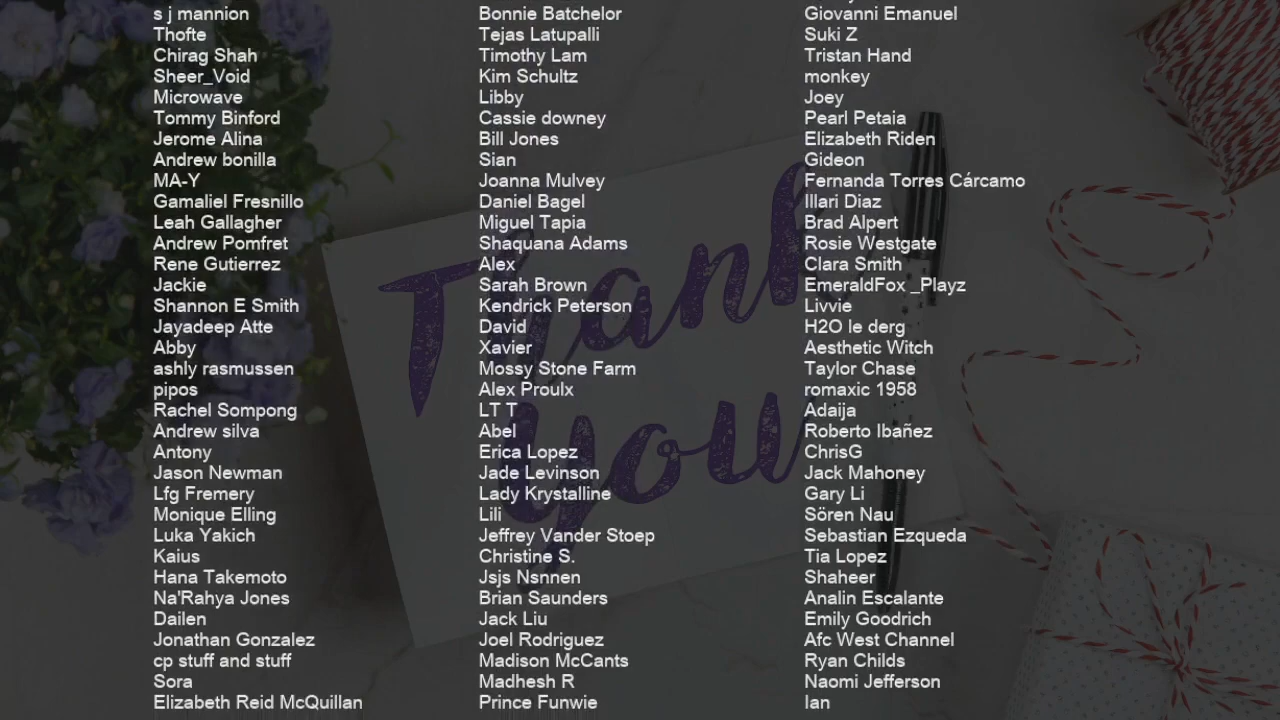 s j mannion
Thofte
Chirag Shah
Sheer_Void
Microwave
Tommy Binford
Jerome Alina
Andrew bonilla
MA-Y
Gamaliel Fresnillo
Leah Gallagher
Andrew Pomfret
Rene Gutierrez
Jackie
Shannon E Smith
Jayadeep Atte
Abby
ashly rasmussen
pipos
Rachel Sompong
Andrew silva
Antony
Jason Newman
Lfg Fremery
Monique Elling
Luka Yakich
Kaius
Hana Takemoto
Na'Rahya Jones
Dailen
Jonathan Gonzalez
cp stuff and stuff
Sora
Elizabeth Reid McQuillan
Bonnie Batchelor
Tejas Latupalli
Timothy Lam
Kim Schultz
Libby
Cassie downey
Bill Jones
Sian
Joanna Mulvey
Daniel Bagel
Miguel Tapia
Shaquana Adams
Alex
Sarah Brown
Kendrick Peterson
David
Xavier
Mossy Stone Farm
Alex Proulx
LT T
Abel
Erica Lopez
Jade Levinson
Lady Krystalline
Lili
Jeffrey Vander Stoep
Christine S.
Jsjs Nsnnen
Brian Saunders
Jack Liu
Joel Rodriguez
Madison McCants
Madhesh R
Prince Funwie
Giovanni Emanuel
Suki Z
Tristan Hand
monkey
Joey
Pearl Petaia
Elizabeth Riden
Gideon
Fernanda Torres Cárcamo
Illari Diaz
Brad Alpert
Rosie Westgate
Clara Smith
EmeraldFox _Playz
Livvie
H2O le derg
Aesthetic Witch
Taylor Chase
romaxic 1958
Adaija
Roberto Ibañez
ChrisG
Jack Mahoney
Gary Li
Sören Nau
Sebastian Ezqueda
Tia Lopez
Shaheer
Analin Escalante
Emily Goodrich
Afc West Channel
Ryan Childs
Naomi Jefferson
Ian
Thank
you